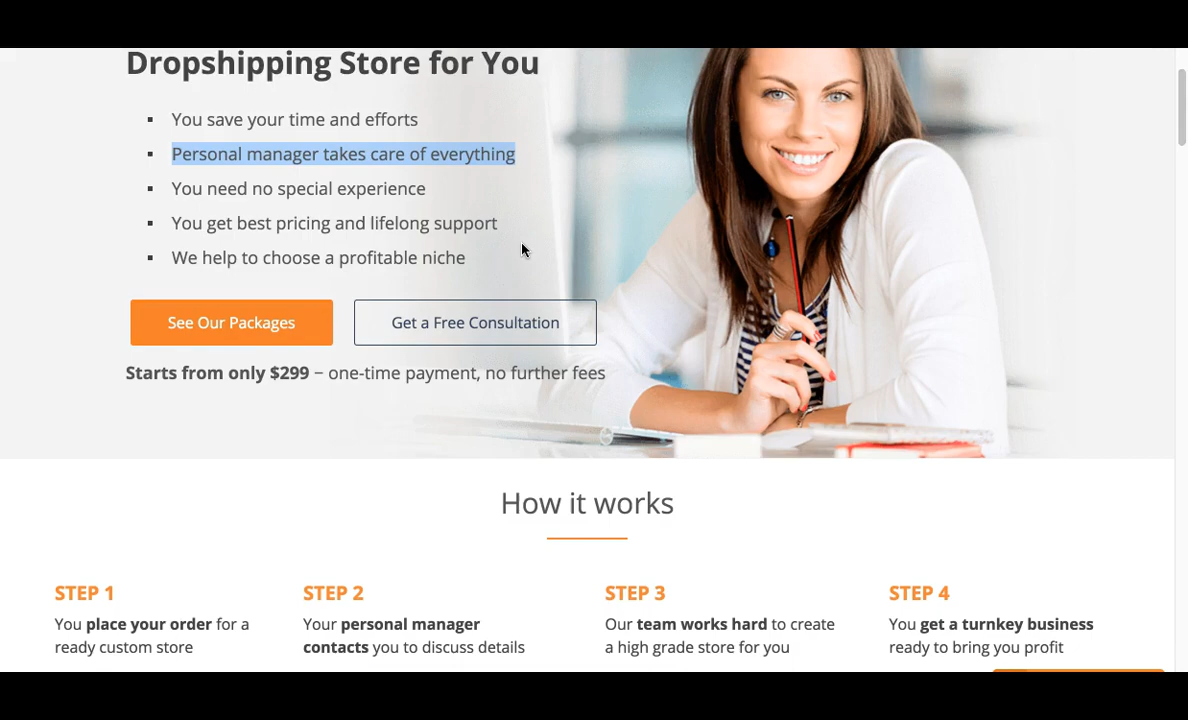 Dropshipping Store for You
▪ You save your time and efforts
▪ Personal manager takes care of everything
▪ You need no special experience
▪ You get best pricing and lifelong support
▪ We help to choose a profitable niche
See Our Packages
Get a Free Consultation
Starts from only $299 – one-time payment, no further fees
How it works
STEP 1
You place your order for a
ready custom store
STEP 2
Your personal manager
contacts you to discuss details
STEP 3
Our team works hard to create
a high grade store for you
STEP 4
You get a turnkey business
ready to bring you profit